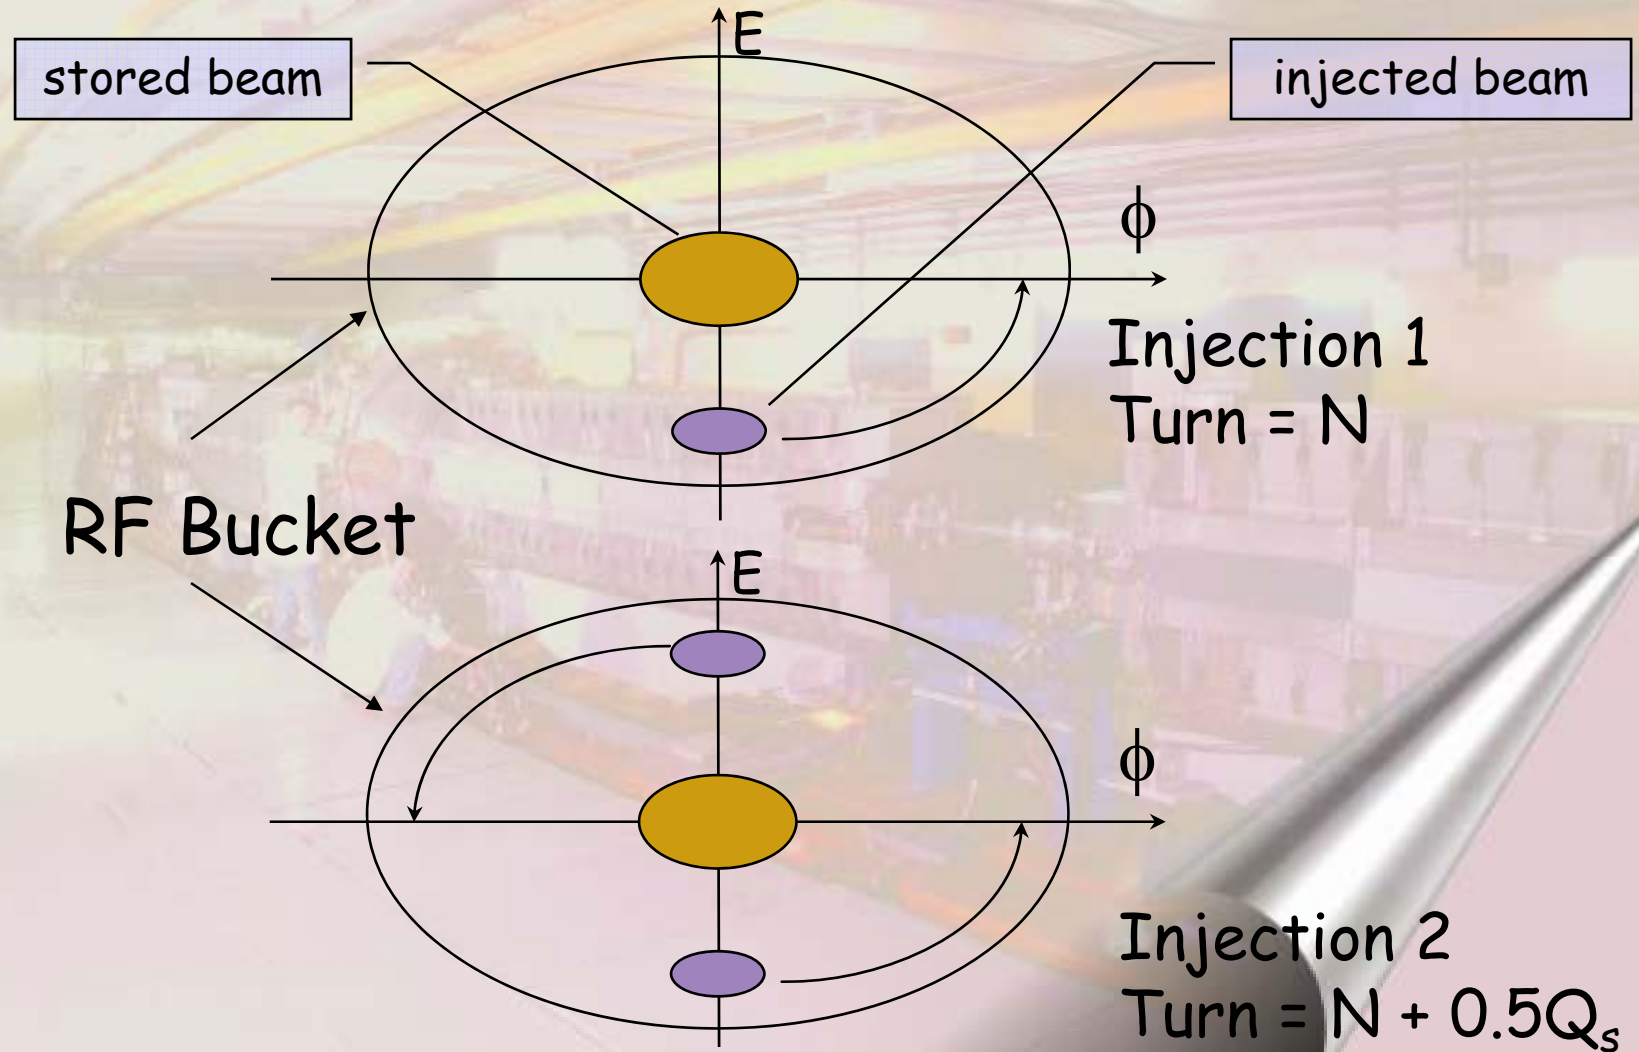 E
stored beam
injected beam
ϕ
Injection 1
Turn = N
RF Bucket
E
ϕ
Injection 2
Turn = N + 0.5Qₛ